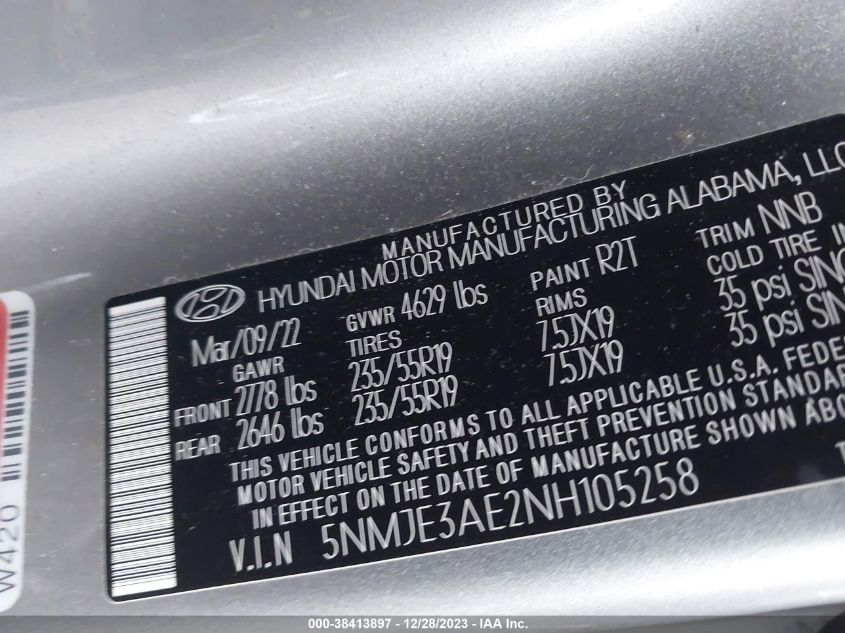 MANUFACTURED BY
HYUNDAI MOTOR MANUFACTURING ALABAMA, LLC
Mar/09/22 GVWR 4629 lbs PAINT R2T TRIM NNB
GAWR TIRES RIMS COLD TIRE IN
FRONT 2778 lbs 235/55R19 7.5JX19 35 psi SING
REAR 2646 lbs 235/55R19 7.5JX19 35 psi SIN
THIS VEHICLE CONFORMS TO ALL APPLICABLE U.S.A. FEDE
MOTOR VEHICLE SAFETY AND THEFT PREVENTION STANDAR
IN EFFECT ON THE DATE OF MANUFACTURE SHOWN ABO
V.I.N 5NMJE3AE2NH105258
W420
000-38413897 - 12/28/2023 - IAA Inc.